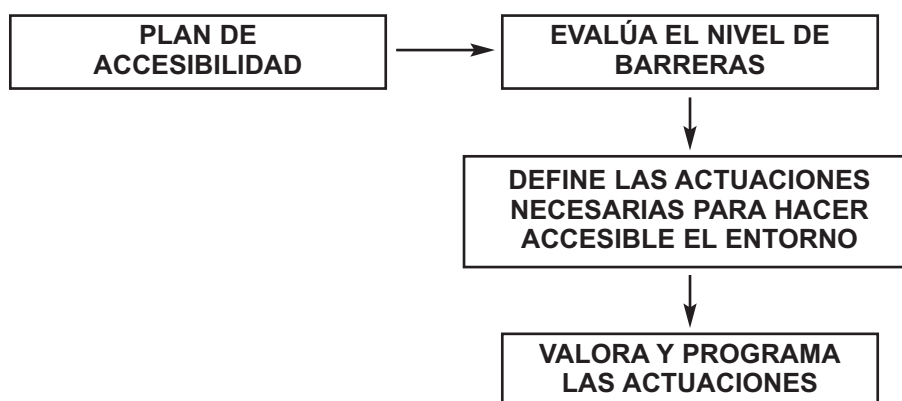 PLAN DE
ACCESIBILIDAD
EVALÚA EL NIVEL DE
BARRERAS
DEFINE LAS ACTUACIONES
NECESARIAS PARA HACER
ACCESIBLE EL ENTORNO
VALORA Y PROGRAMA
LAS ACTUACIONES